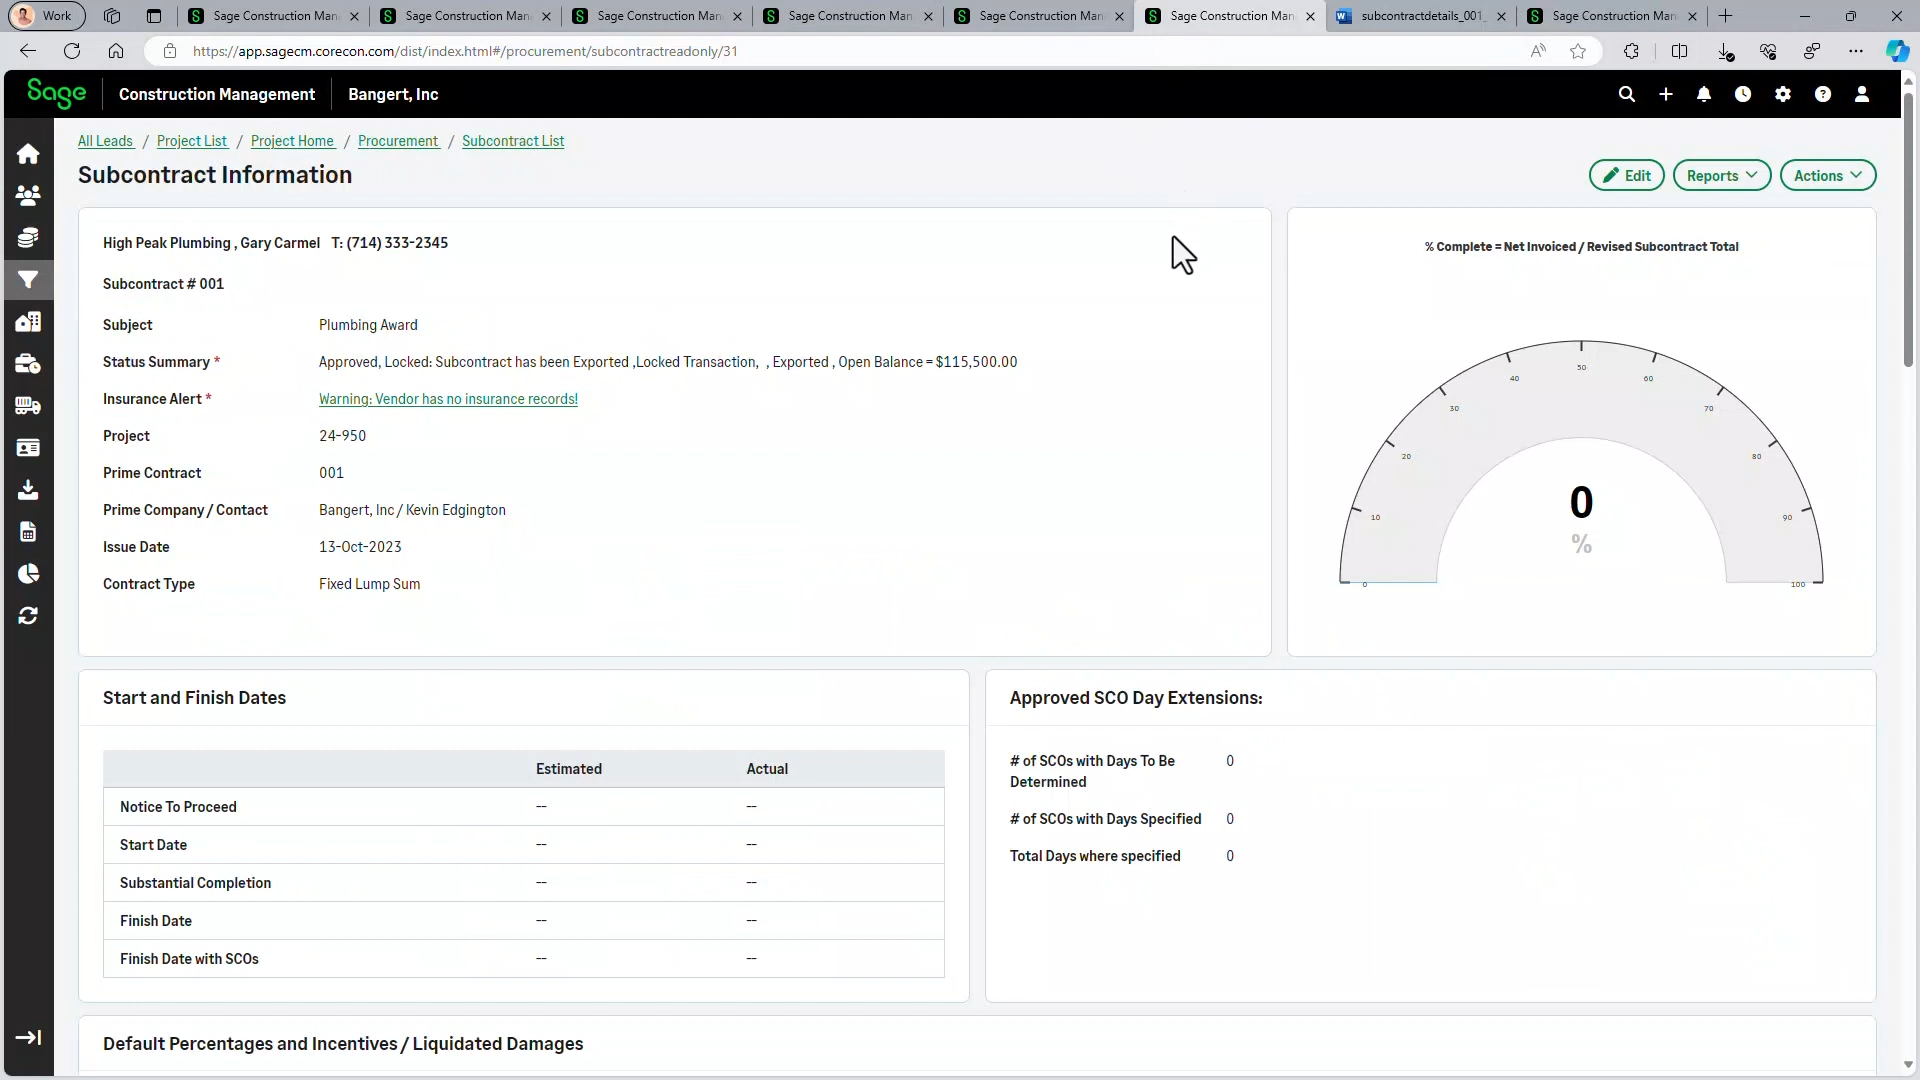 Work
Sage Construction Man
Sage Construction Man
Sage Construction Man
Sage Construction Man
Sage Construction Man
Sage Construction Man
subcontractdetails_001_
Sage Construction Man
https://app.sagecm.corecon.com/dist/index.html#/procurement/subcontractreadonly/31
Sage Construction Management Bangert, Inc
All Leads / Project List / Project Home / Procurement / Subcontract List
Subcontract Information
Edit
Reports
Actions
High Peak Plumbing , Gary Carmel T: (714) 333-2345
Subcontract # 001
Subject Plumbing Award
Status Summary * Approved, Locked: Subcontract has been Exported ,Locked Transaction, , Exported , Open Balance = $115,500.00
Insurance Alert * Warning: Vendor has no insurance records!
Project 24-950
Prime Contract 001
Prime Company / Contact Bangert, Inc / Kevin Edgington
Issue Date 13-Oct-2023
Contract Type Fixed Lump Sum
% Complete = Net Invoiced / Revised Subcontract Total
0
10
20
30
40
50
60
70
80
90
100
0
%
Start and Finish Dates
Estimated Actual
Notice To Proceed -- --
Start Date -- --
Substantial Completion -- --
Finish Date -- --
Finish Date with SCOs -- --
Approved SCO Day Extensions:
# of SCOs with Days To Be 0
Determined
# of SCOs with Days Specified 0
Total Days where specified 0
Default Percentages and Incentives / Liquidated Damages